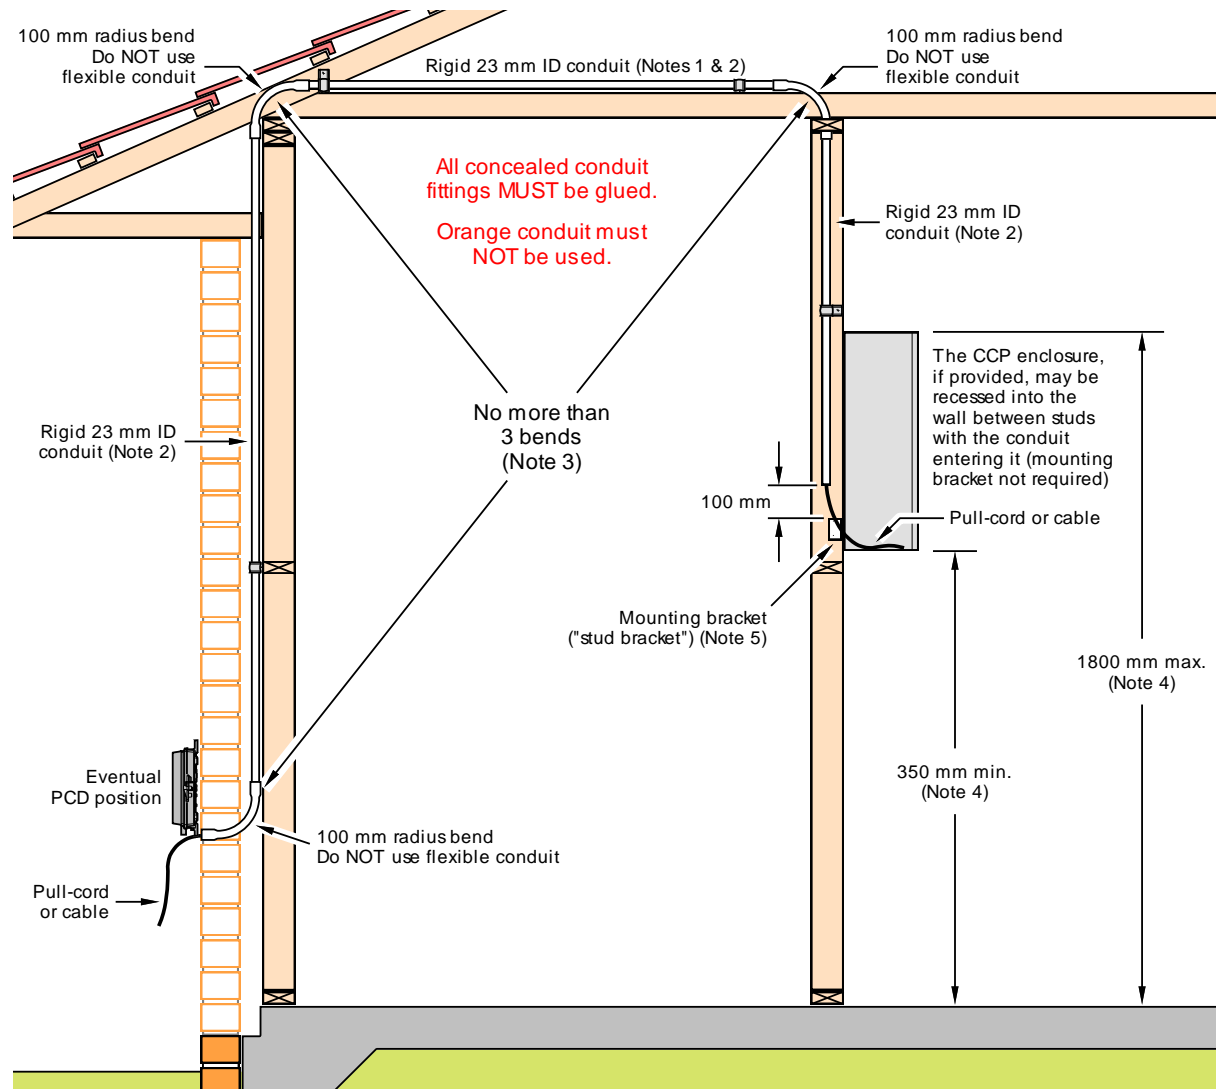 100 mm radius bend
Do NOT use
flexible conduit
Rigid 23 mm ID conduit (Notes 1 & 2)
100 mm radius bend
Do NOT use
flexible conduit
All concealed conduit
fittings MUST be glued.
Orange conduit must
NOT be used.
Rigid 23 mm ID
conduit (Note 2)
The CCP enclosure,
if provided, may be
recessed into the
wall between studs
with the conduit
entering it (mounting
bracket not required)
Rigid 23 mm ID
conduit (Note 2)
No more than
3 bends
(Note 3)
100 mm
Pull-cord or cable
Mounting bracket
("stud bracket") (Note 5)
1800 mm max.
(Note 4)
350 mm min.
(Note 4)
Eventual
PCD position
100 mm radius bend
Do NOT use flexible conduit
Pull-cord
or cable